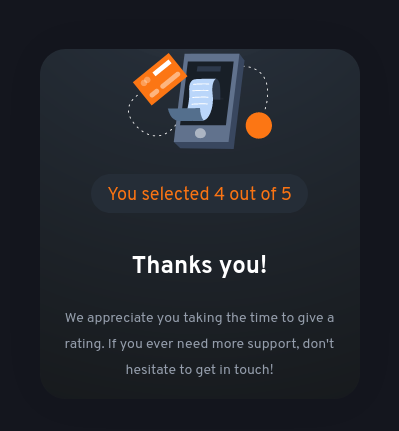 You selected 4 out of 5
Thanks you!
We appreciate you taking the time to give a
rating. If you ever need more support, don't
hesitate to get in touch!